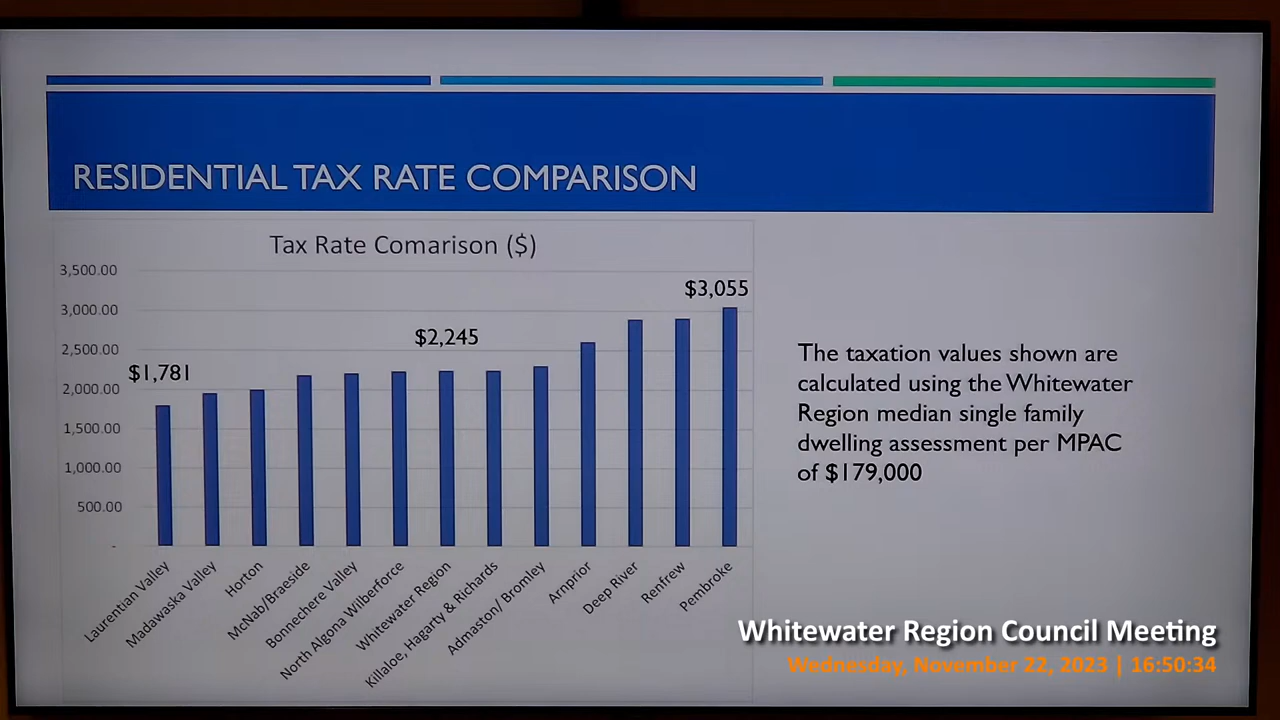 RESIDENTIAL TAX RATE COMPARISON
Tax Rate Comarison ($)
3,500.00
3,000.00
2,500.00
2,000.00
1,500.00
1,000.00
500.00
-
$1,781
$2,245
$3,055
Laurentian Valley
Madawaska Valley
Horton
McNab/Braeside
Bonnechere Valley
North Algona Wilberforce
Whitewater Region
Killaloe, Hagarty & Richards
Admaston/ Bromley
Arnprior
Deep River
Renfrew
Pembroke
The taxation values shown are
calculated using the Whitewater
Region median single family
dwelling assessment per MPAC
of $179,000
Whitewater Region Council Meeting
Wednesday, November 22, 2023 | 16:50:34